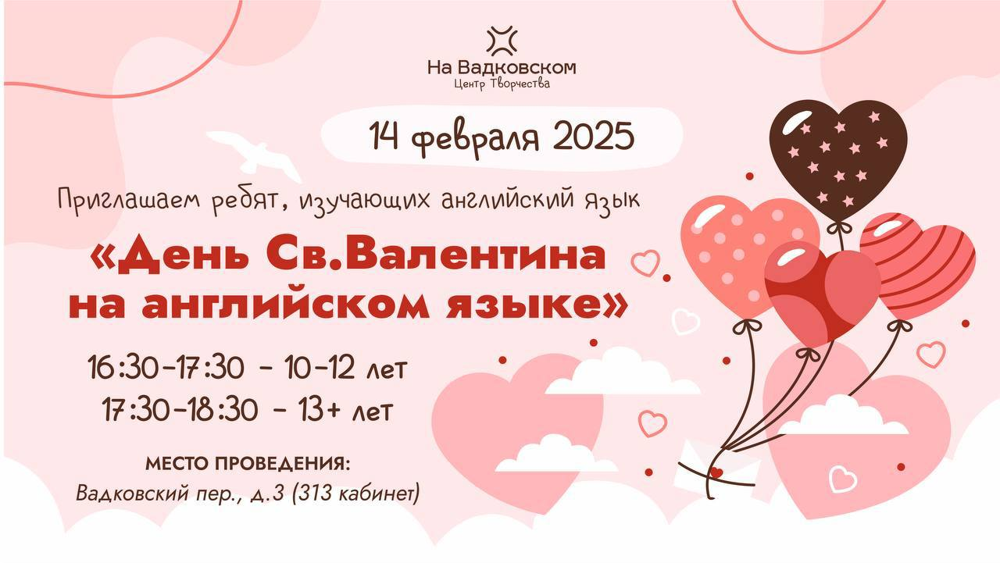 На Вадковском
Центр Творчества
14 февраля 2025
Приглашаем ребят, изучающих английский язык
«День Св.Валентина
на английском языке»
16:30-17:30 - 10-12 лет
17:30-18:30 - 13+ лет
МЕСТО ПРОВЕДЕНИЯ:
Вадковский пер., д.3 (313 кабинет)